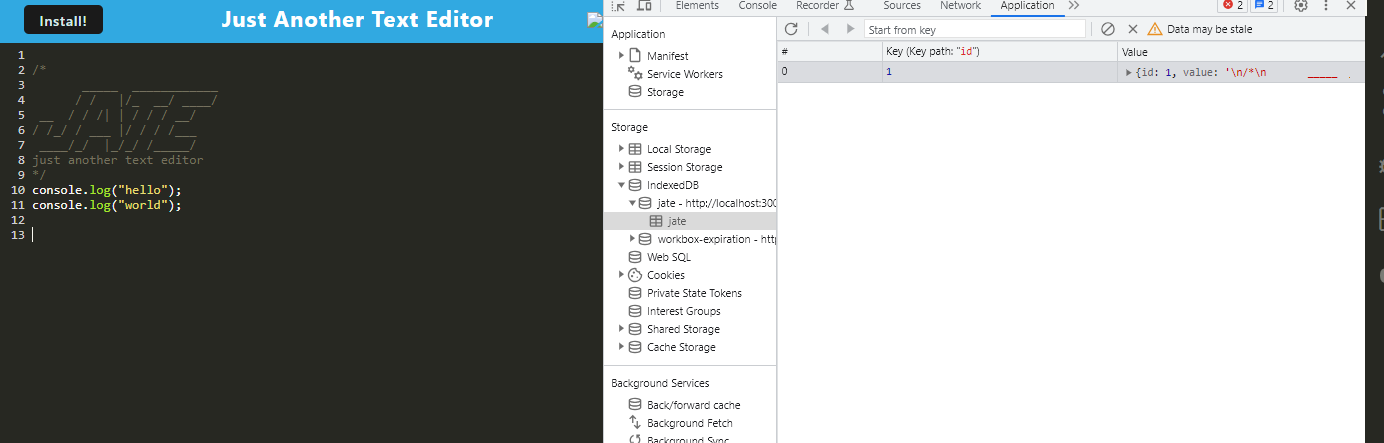 Install!
Just Another Text Editor
1
2 /*
3        _____  ____________
4       / /   |/_  __/ ____/
5  __  / / /| | / / / __/
6 / /_/ / ___ |/ / / /___
7  ____/_/  |_/_/ /_____/
8 just another text editor
9 */
10 console.log("hello");
11 console.log("world");
12
13
Elements Console Recorder Sources Network Application
2 2
Application
Manifest
Service Workers
Storage
Storage
Local Storage
Session Storage
IndexedDB
jate - http://localhost:300
jate
workbox-expiration - htt
Web SQL
Cookies
Private State Tokens
Interest Groups
Shared Storage
Cache Storage
Background Services
Back/forward cache
Background Fetch
Background Sync
Start from key
Data may be stale
# Key (Key path: "id") Value
0 1 {id: 1, value: '\n/*\n _____